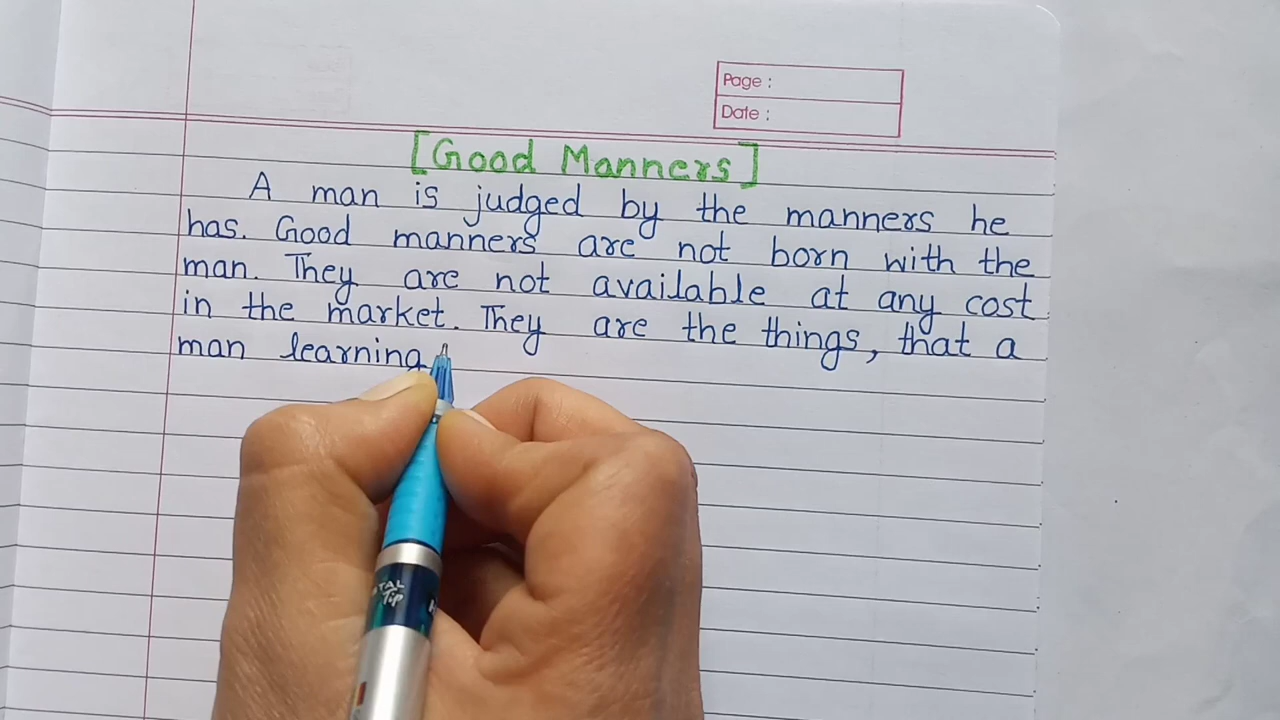 Page :
Date :
[Good Manners]
A man is judged by the manners he
has. Good manners are not born with the
man. They are not available at any cost
in the market. They are the things, that a
man learning
Tip